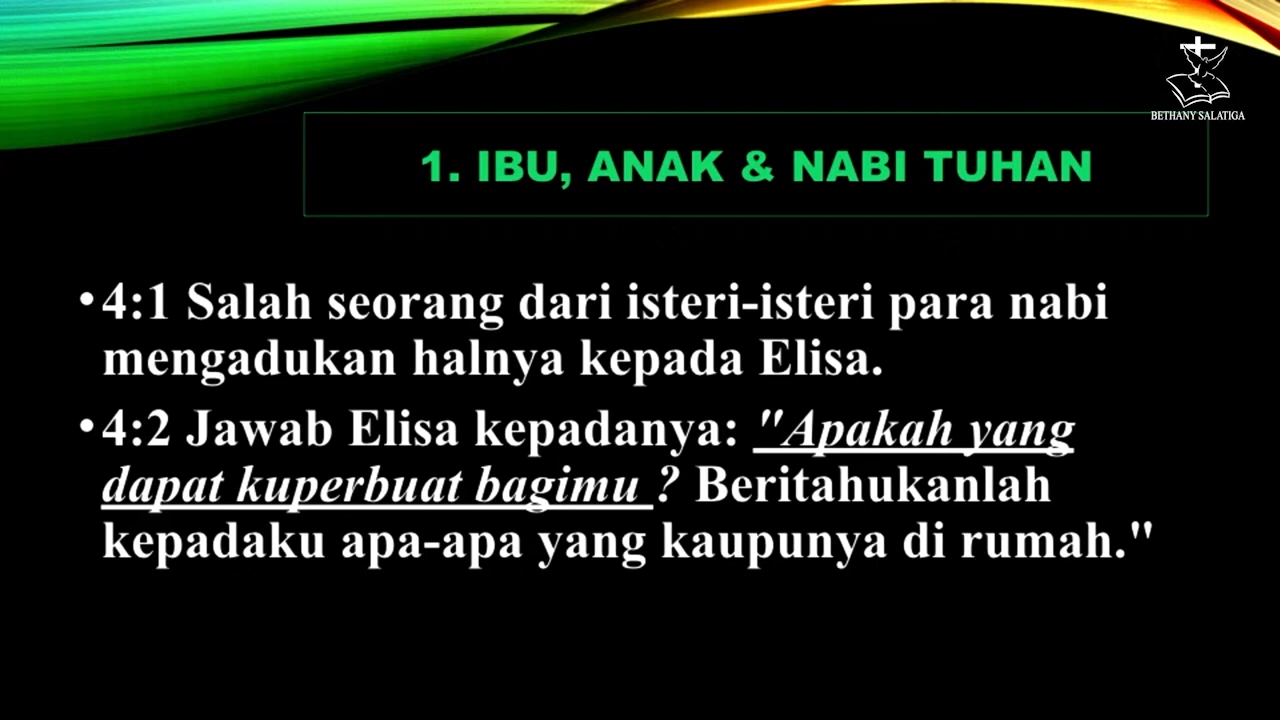 BETHANY SALATIGA
1. IBU, ANAK & NABI TUHAN
•4:1 Salah seorang dari isteri-isteri para nabi
mengadukan halnya kepada Elisa.
•4:2 Jawab Elisa kepadanya: "Apakah yang
dapat kuperbuat bagimu ? Beritahukanlah
kepadaku apa-apa yang kaupunya di rumah."